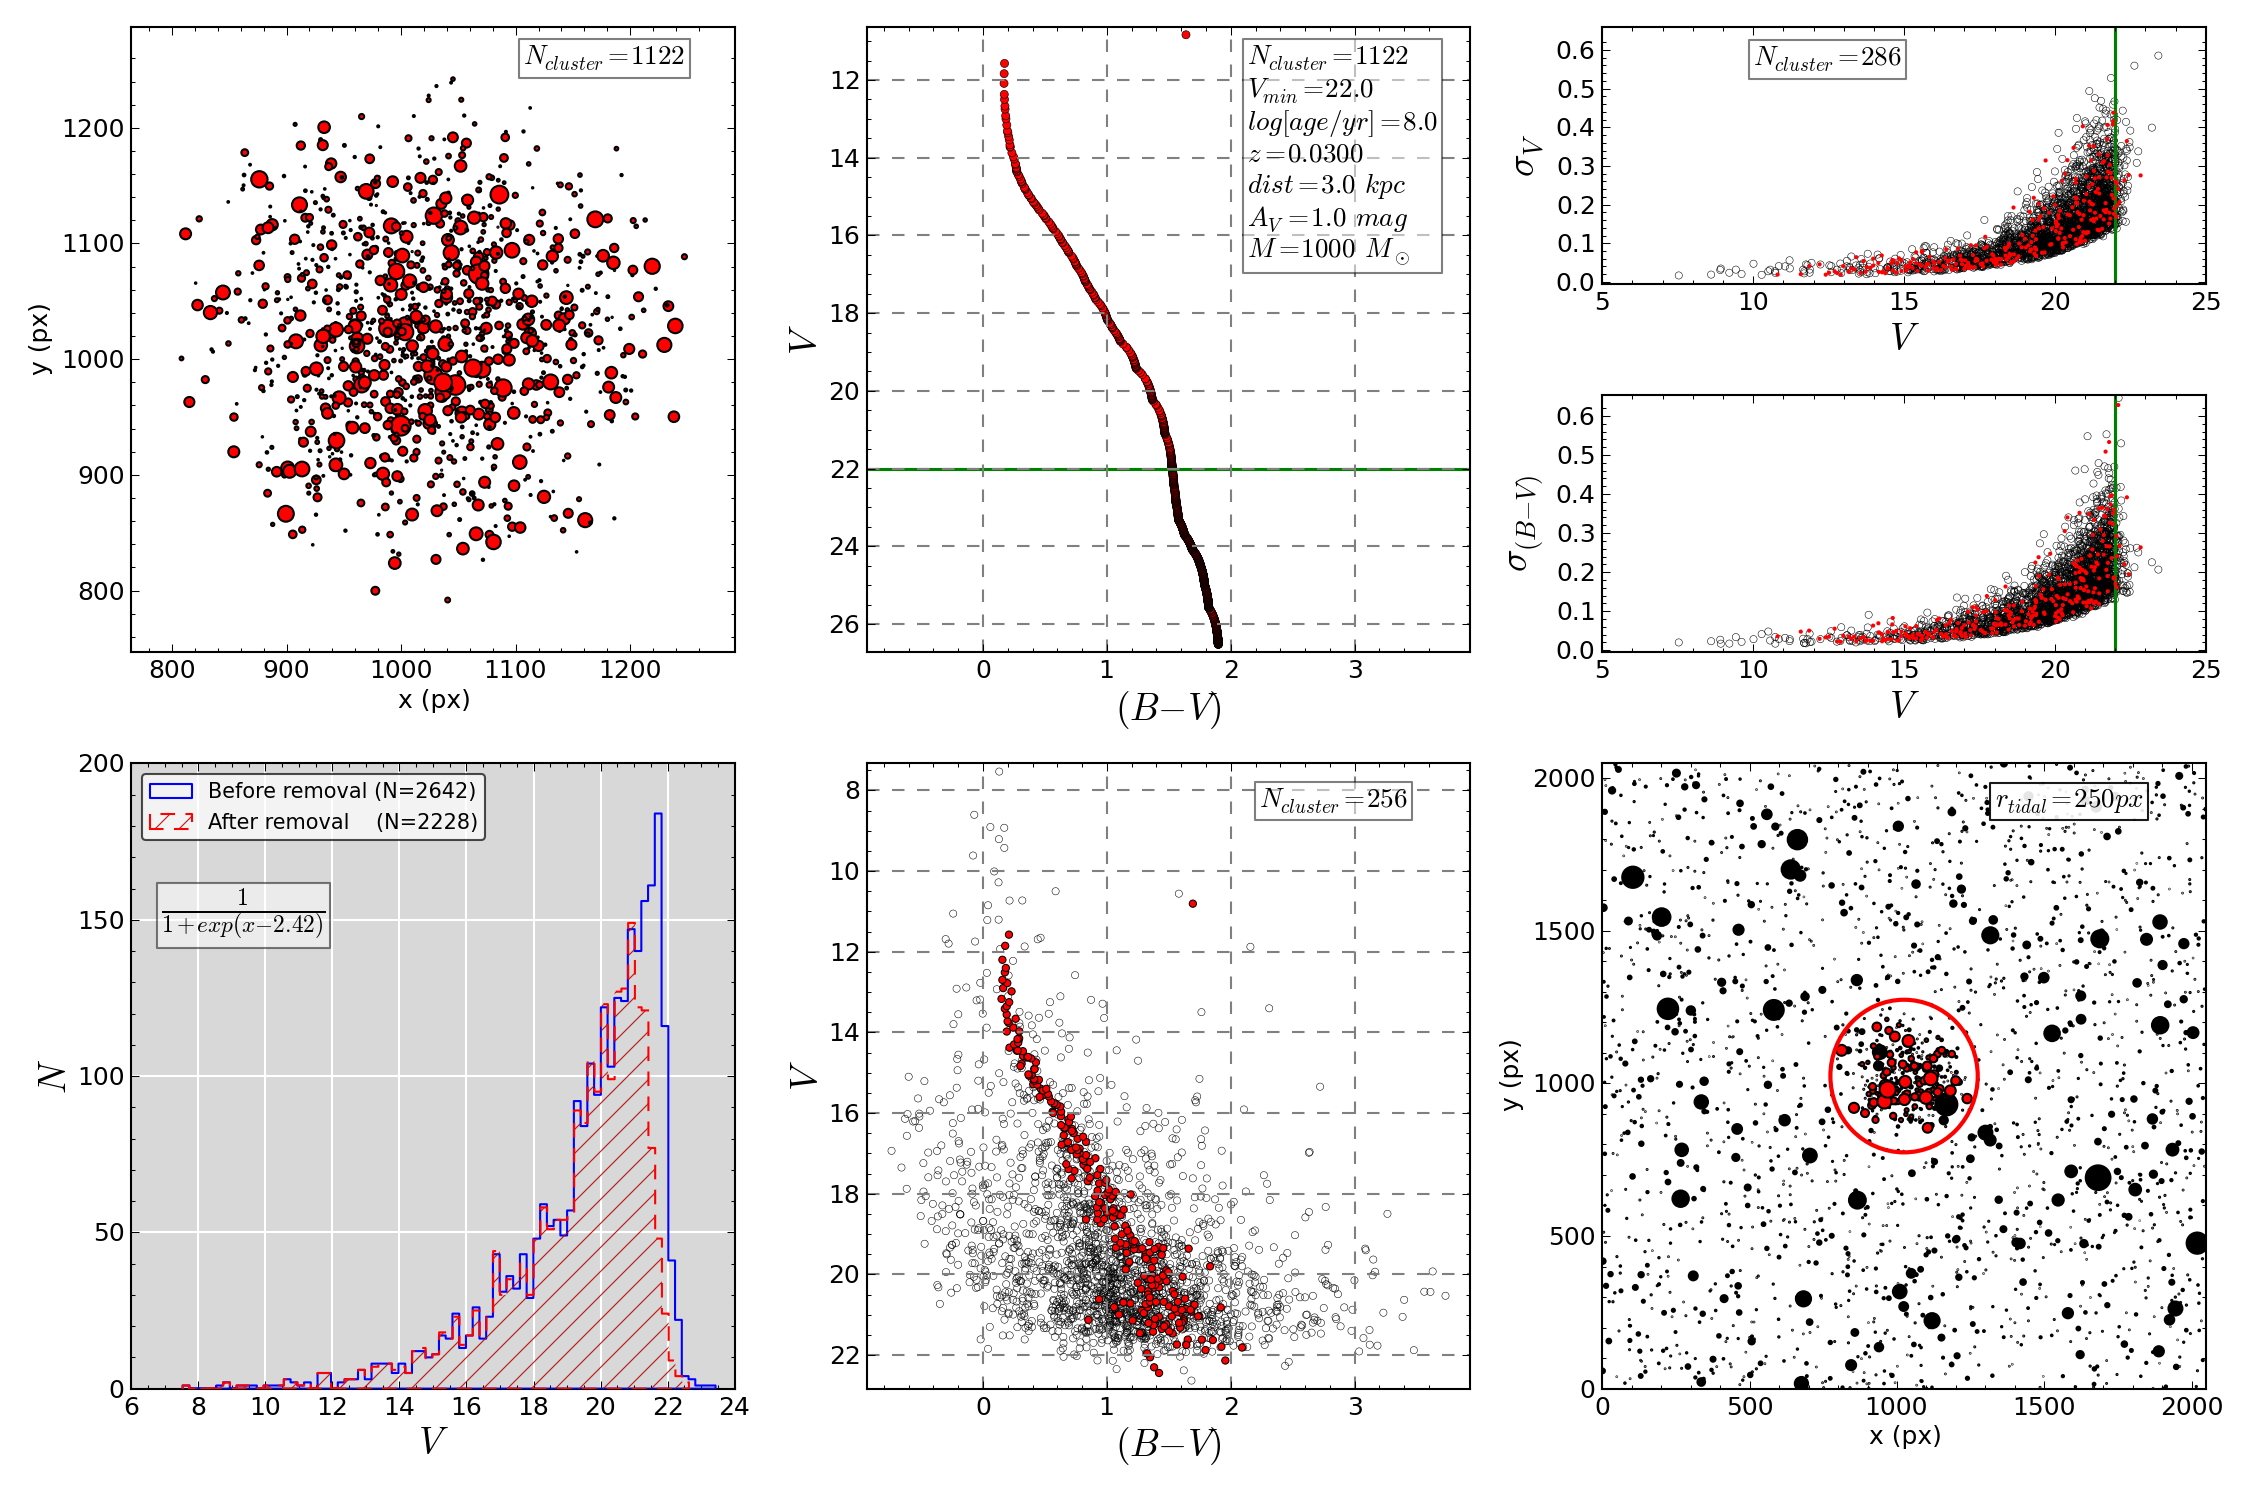 N_cluster=1122
1200
1100
1000
900
800
y (px)
800 900 1000 1100 1200
x (px)
N_cluster=1122
V_min=22.0
log[age/yr]=8.0
z=0.0300
dist=3.0 kpc
A_V=1.0 mag
M=1000 M_⊙
12
14
16
18
20
22
24
26
V
0 1 2 3
(B−V)
N_cluster=286
0.6
0.5
0.4
0.3
0.2
0.1
0.0
σ_V
5 10 15 20 25
V
0.6
0.5
0.4
0.3
0.2
0.1
0.0
σ_(B−V)
5 10 15 20 25
V
200
150
100
50
0
N
Before removal (N=2642)
After removal (N=2228)
1
1+exp(x−2.42)
6 8 10 12 14 16 18 20 22 24
V
N_cluster=256
8
10
12
14
16
18
20
22
V
0 1 2 3
(B−V)
r_tidal=250px
2000
1500
1000
500
0
y (px)
0 500 1000 1500 2000
x (px)